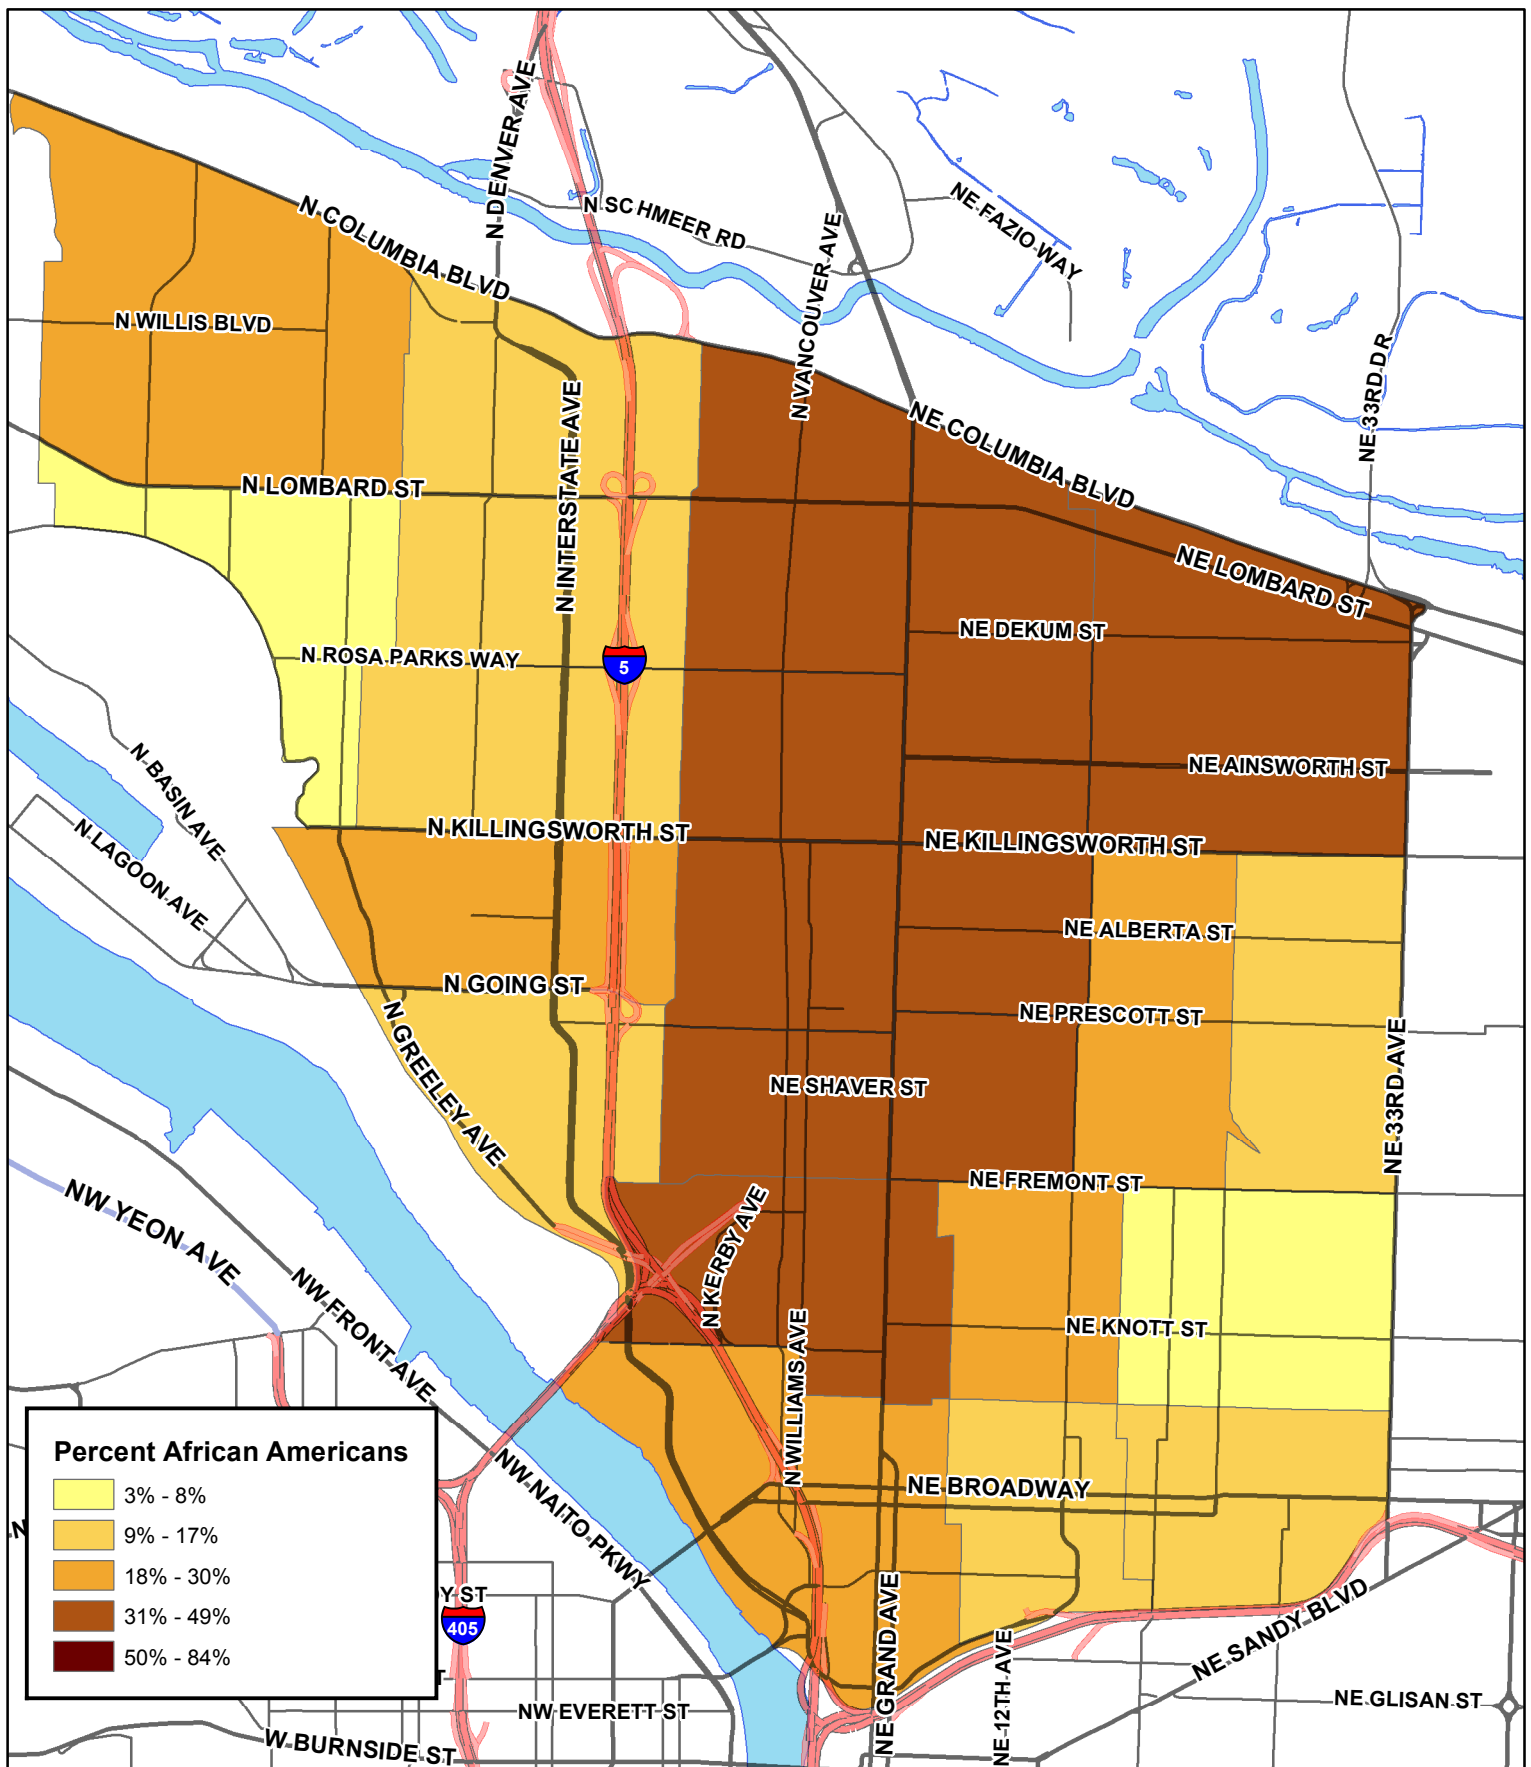 N DENVER AVE
N SCHMEER RD
NE FAZIO WAY
N COLUMBIA BLVD
N VANCOUVER AVE
N WILLIS BLVD
NE 33RD DR
N INTERSTATE AVE
NE COLUMBIA BLVD
N LOMBARD ST
NE LOMBARD ST
NE DEKUM ST
N ROSA PARKS WAY
5
NE AINSWORTH ST
N BASIN AVE
N LAGOON AVE
N KILLINGSWORTH ST
NE KILLINGSWORTH ST
NE ALBERTA ST
N GOING ST
NE PRESCOTT ST
N GREELEY AVE
NE SHAVER ST
NE 33RD AVE
NE FREMONT ST
NW YEON AVE
N KERBY AVE
NW FRONT AVE
NE KNOTT ST
N WILLIAMS AVE
NE BROADWAY
NW NAITO PKWY
Percent African Americans
3% - 8%
9% - 17%
18% - 30%
31% - 49%
50% - 84%
N
Y ST
405
T
NE GRAND AVE
NE 12TH AVE
NE SANDY BLVD
NE GLISAN ST
NW EVERETT ST
W BURNSIDE ST